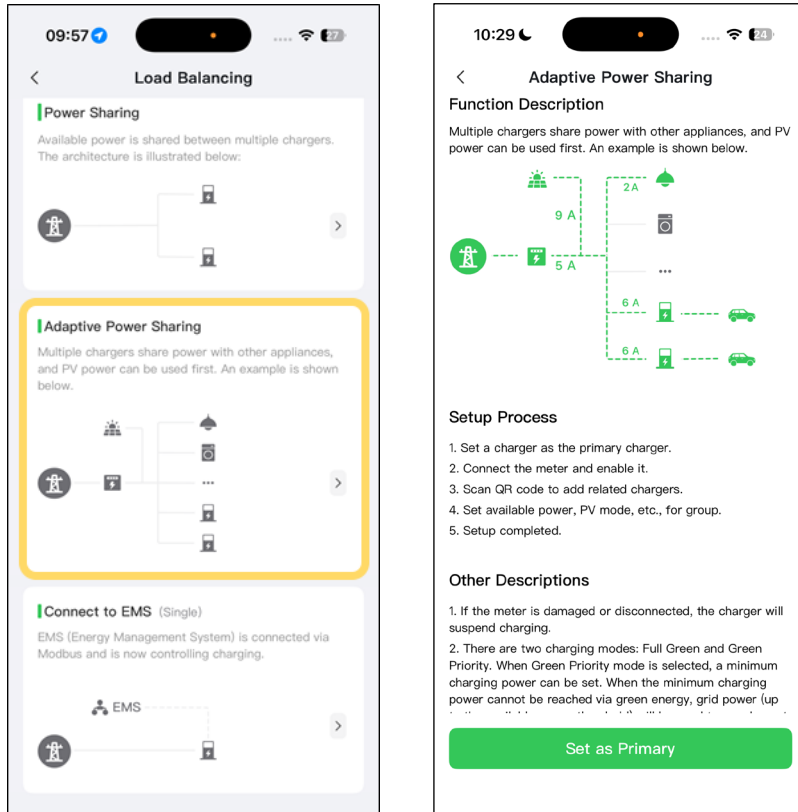 09:57
27
Load Balancing
Power Sharing
Available power is shared between multiple chargers.
The architecture is illustrated below:
Adaptive Power Sharing
Multiple chargers share power with other appliances,
and PV power can be used first. An example is shown
below.
...
Connect to EMS (Single)
EMS (Energy Management System) is connected via
Modbus and is now controlling charging.
EMS
10:29
24
Adaptive Power Sharing
Function Description
Multiple chargers share power with other appliances, and PV
power can be used first. An example is shown below.
2 A
9 A
5 A
...
6 A
6 A
Setup Process
1. Set a charger as the primary charger.
2. Connect the meter and enable it.
3. Scan QR code to add related chargers.
4. Set available power, PV mode, etc., for group.
5. Setup completed.
Other Descriptions
1. If the meter is damaged or disconnected, the charger will
suspend charging.
2. There are two charging modes: Full Green and Green
Priority. When Green Priority mode is selected, a minimum
charging power can be set. When the minimum charging
power cannot be reached via green energy, grid power (up
Set as Primary